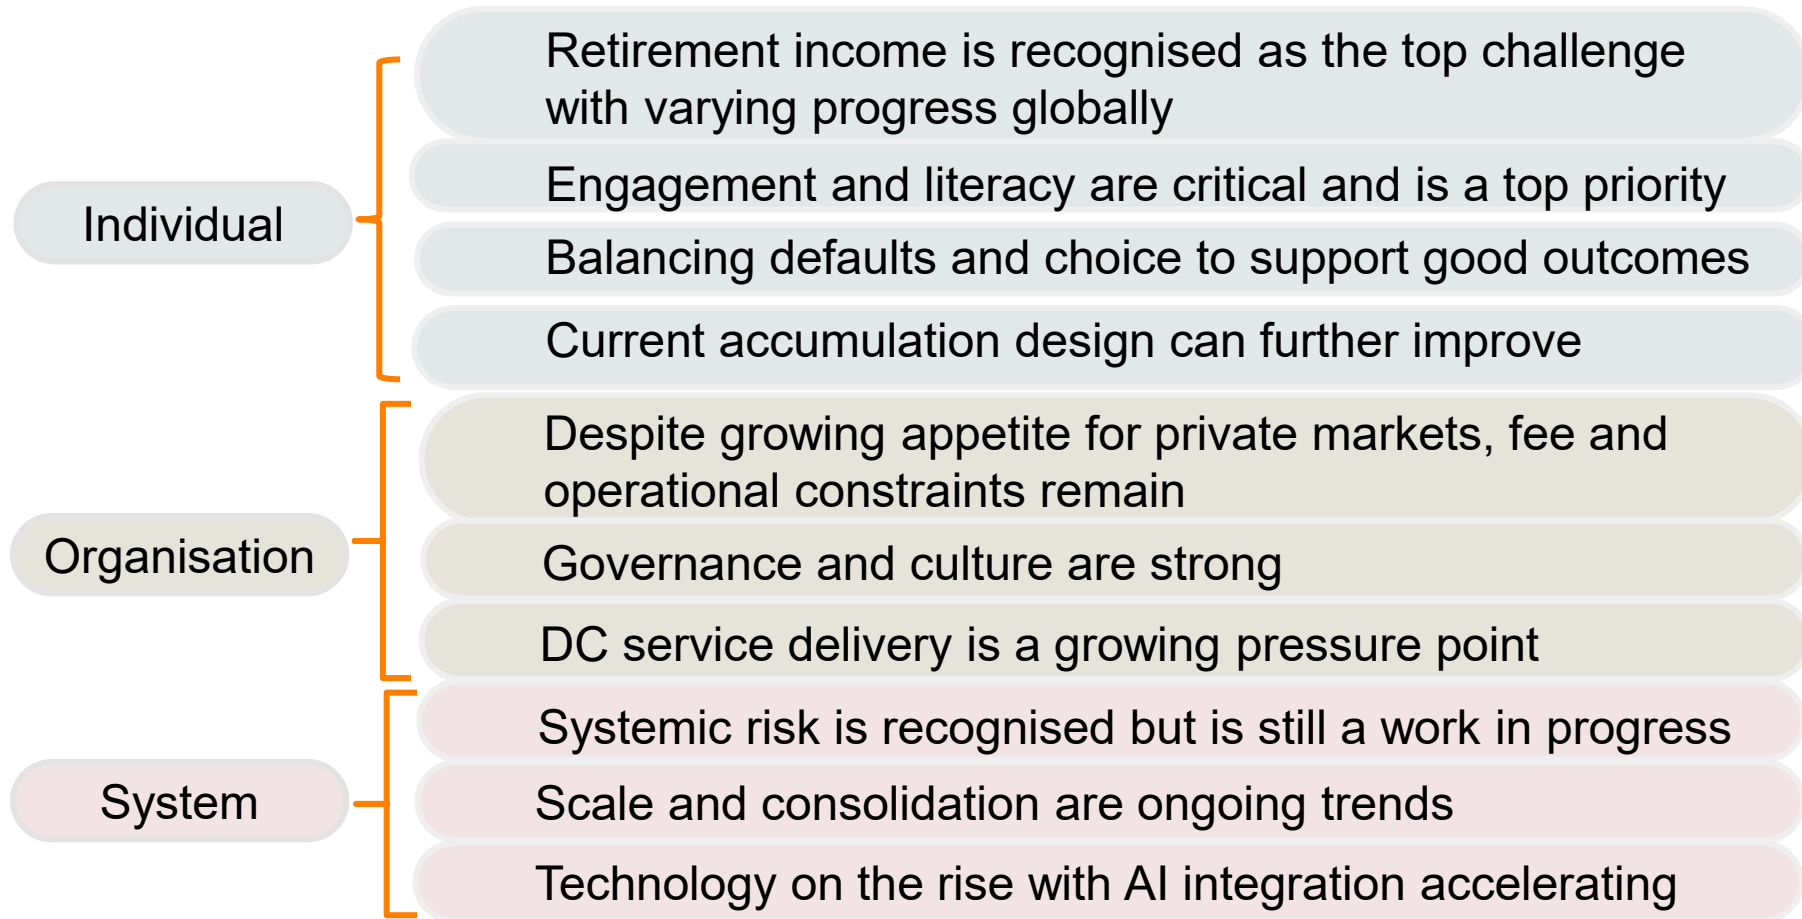 Individual
Retirement income is recognised as the top challenge
with varying progress globally
Engagement and literacy are critical and is a top priority
Balancing defaults and choice to support good outcomes
Current accumulation design can further improve
Organisation
Despite growing appetite for private markets, fee and
operational constraints remain
Governance and culture are strong
DC service delivery is a growing pressure point
System
Systemic risk is recognised but is still a work in progress
Scale and consolidation are ongoing trends
Technology on the rise with AI integration accelerating